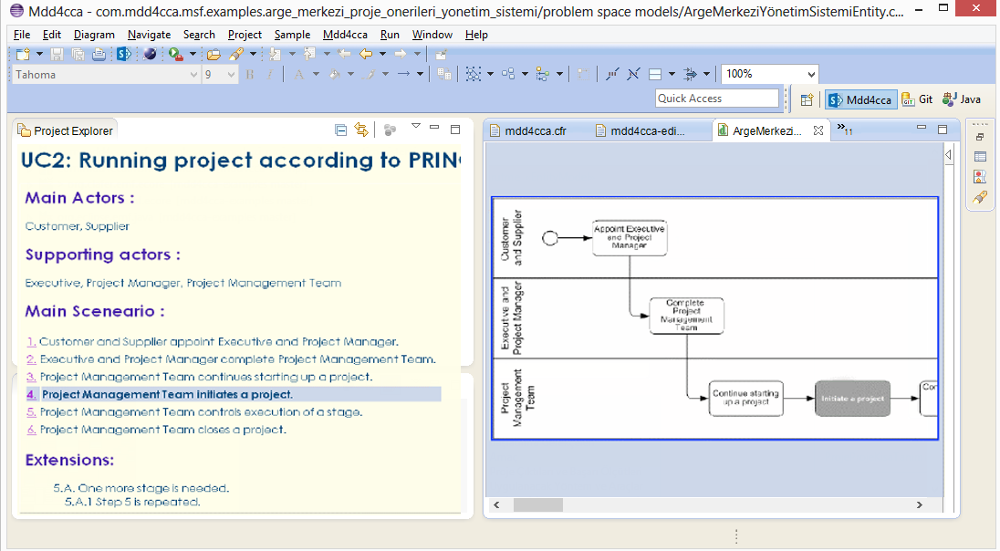 Mdd4cca - com.mdd4cca.msf.examples.arge_merkezi_proje_onerileri_yonetim_sistemi/problem space models/ArgeMerkeziYönetimSistemiEntity.c...
File Edit Diagram Navigate Search Project Sample Mdd4cca Run Window Help
Tahoma 9 B I A 100%
Quick Access Mdd4cca Git Java
Project Explorer
mdd4cca.cfr mdd4cca-edi... ArgeMerkezi... »11
UC2: Running project according to PRINC
Main Actors :
Customer, Supplier
Supporting actors :
Executive, Project Manager, Project Management Team
Main Sceneario :
1. Customer and Supplier appoint Executive and Project Manager.
2. Executive and Project Manager complete Project Management Team.
3. Project Management Team continues starting up a project.
4. Project Management Team initiates a project.
5. Project Management Team controls execution of a stage.
6. Project Management Team closes a project.
Extensions:
5.A. One more stage is needed.
5.A.1 Step 5 is repeated.
Customer
and Supplier
Appoint Executive
and Project
Manager
Executive and
Project Manager
Complete
Project
Management
Team
Project
Management
Team
Continue starting
up a project
Initiate a project